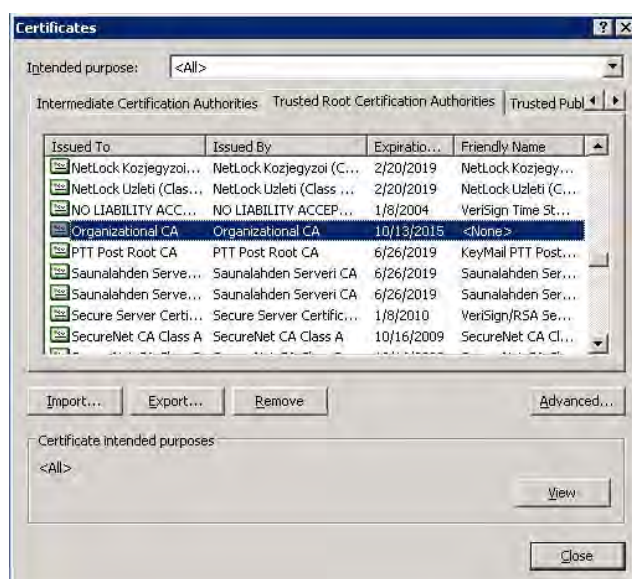 Certificates
Intended purpose: <All>
Intermediate Certification Authorities Trusted Root Certification Authorities Trusted Publ
Issued To Issued By Expiratio... Friendly Name
NetLock Kozjegyzoi... NetLock Kozjegyzoi (C... 2/20/2019 NetLock Kozjegy...
NetLock Uzleti (Clas... NetLock Uzleti (Class ... 2/20/2019 NetLock Uzleti (C...
NO LIABILITY ACC... NO LIABILITY ACCEP... 1/8/2004 VeriSign Time St...
Organizational CA Organizational CA 10/13/2015 <None>
PTT Post Root CA PTT Post Root CA 6/26/2019 KeyMail PTT Post...
Saunalahden Serve... Saunalahden Serveri CA 6/26/2019 Saunalahden Ser...
Saunalahden Serve... Saunalahden Serveri CA 6/26/2019 Saunalahden Ser...
Secure Server Certi... Secure Server Certific... 1/8/2010 VeriSign/RSA Se...
SecureNet CA Class A SecureNet CA Class A 10/16/2009 SecureNet CA Cl...
Import... Export... Remove Advanced...
Certificate intended purposes
<All>
View
Close